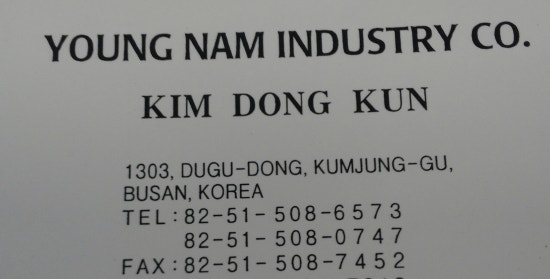 YOUNG NAM INDUSTRY CO.
KIM DONG KUN
1303, DUGU-DONG, KUMJUNG-GU,
BUSAN, KOREA
TEL:82-51-508-6573
82-51-508-0747
FAX:82-51-508-7452